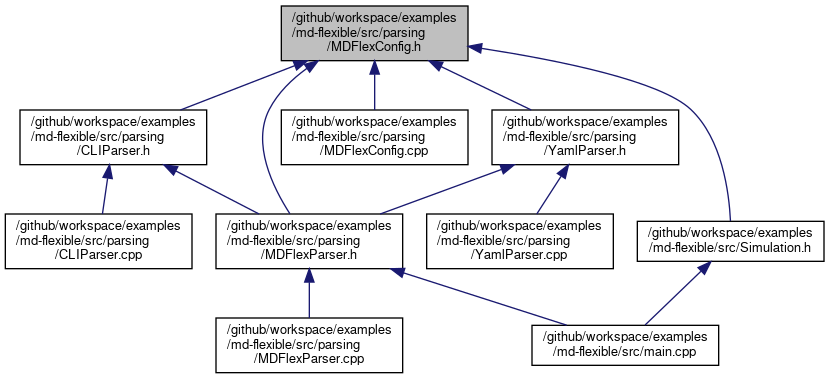 /github/workspace/examples
/md-flexible/src/parsing
/MDFlexConfig.h
/github/workspace/examples
/md-flexible/src/parsing
/CLIParser.h
/github/workspace/examples
/md-flexible/src/parsing
/MDFlexConfig.cpp
/github/workspace/examples
/md-flexible/src/parsing
/YamlParser.h
/github/workspace/examples
/md-flexible/src/parsing
/CLIParser.cpp
/github/workspace/examples
/md-flexible/src/parsing
/MDFlexParser.h
/github/workspace/examples
/md-flexible/src/parsing
/YamlParser.cpp
/github/workspace/examples
/md-flexible/src/Simulation.h
/github/workspace/examples
/md-flexible/src/parsing
/MDFlexParser.cpp
/github/workspace/examples
/md-flexible/src/main.cpp